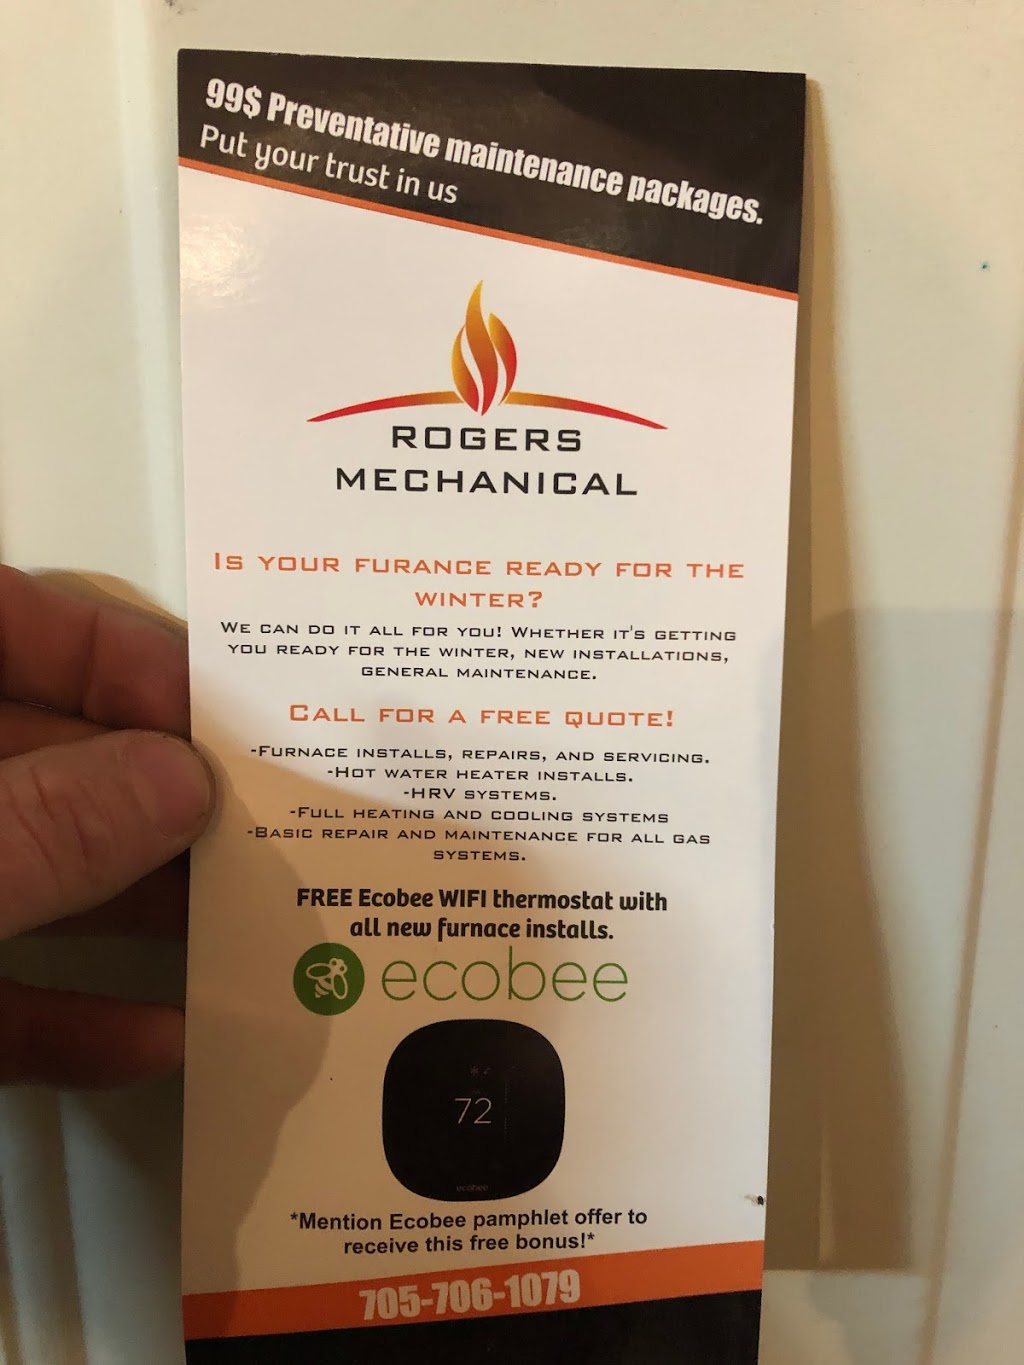 99$ Preventative maintenance packages.
Put your trust in us
ROGERS
MECHANICAL
IS YOUR FURANCE READY FOR THE
WINTER?
WE CAN DO IT ALL FOR YOU! WHETHER IT'S GETTING
YOU READY FOR THE WINTER, NEW INSTALLATIONS,
GENERAL MAINTENANCE.
CALL FOR A FREE QUOTE!
-FURNACE INSTALLS, REPAIRS, AND SERVICING.
-HOT WATER HEATER INSTALLS.
-HRV SYSTEMS.
-FULL HEATING AND COOLING SYSTEMS
-BASIC REPAIR AND MAINTENANCE FOR ALL GAS
SYSTEMS.
FREE Ecobee WIFI thermostat with
all new furnace installs.
ecobee
72
ecobee
*Mention Ecobee pamphlet offer to
receive this free bonus!*
705-706-1079